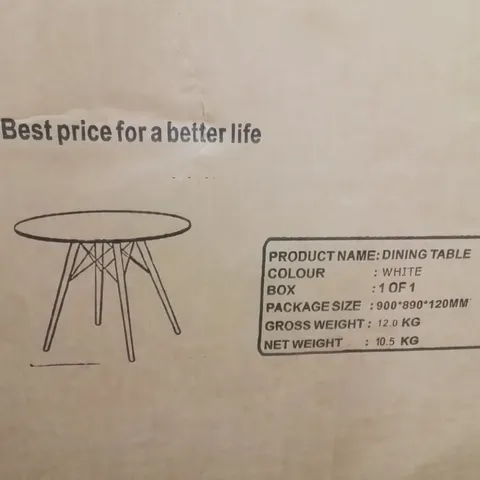 Best price for a better life
PRODUCT NAME: DINING TABLE
COLOUR : WHITE
BOX : 1 OF 1
PACKAGE SIZE : 900*890*120MM
GROSS WEIGHT : 12.0 KG
NET WEIGHT : 10.5 KG